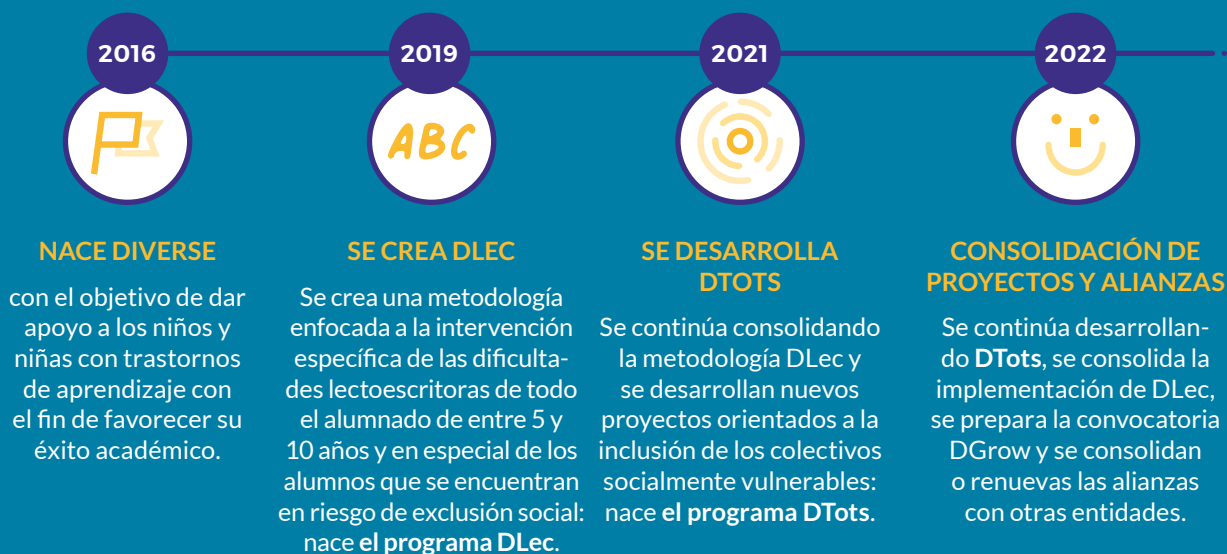 2016
NACE DIVERSE
con el objetivo de dar
apoyo a los niños y
niñas con trastornos
de aprendizaje con
el fin de favorecer su
éxito académico.
2019
ABC
SE CREA DLEC
Se crea una metodología
enfocada a la intervención
específica de las dificulta-
des lectoescritoras de todo
el alumnado de entre 5 y
10 años y en especial de los
alumnos que se encuentran
en riesgo de exclusión social:
nace el programa DLec.
2021
SE DESARROLLA
DTOTS
Se continúa consolidando
la metodología DLec y
se desarrollan nuevos
proyectos orientados a la
inclusión de los colectivos
socialmente vulnerables:
nace el programa DTots.
2022
CONSOLIDACIÓN DE
PROYECTOS Y ALIANZAS
Se continúa desarrollan-
do DTots, se consolida la
implementación de DLec,
se prepara la convocatoria
DGrow y se consolidan
o renuevas las alianzas
con otras entidades.